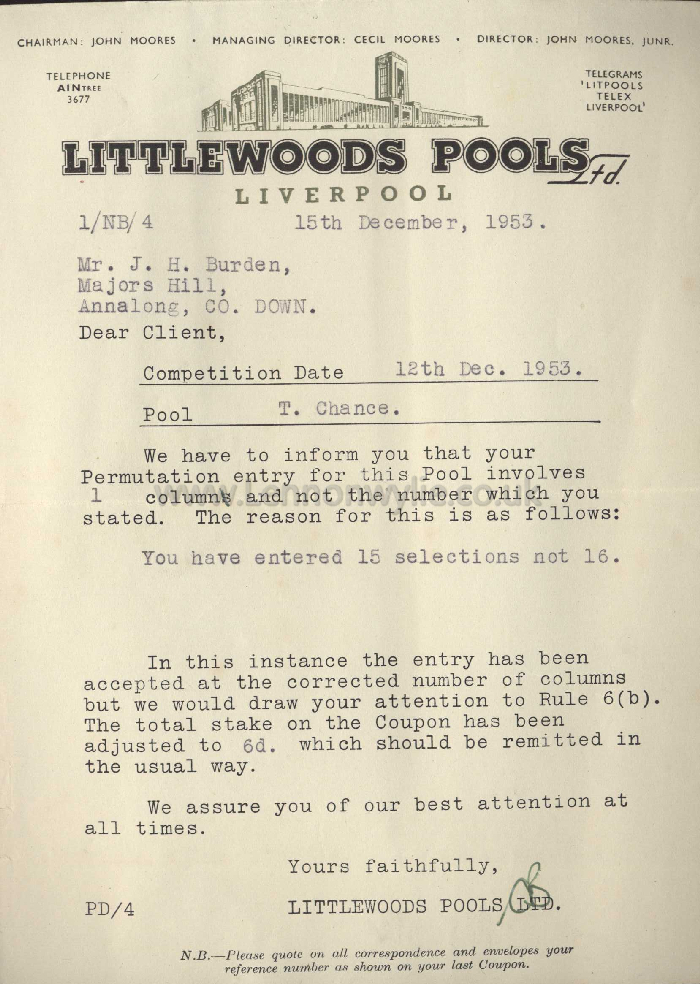 CHAIRMAN: JOHN MOORES • MANAGING DIRECTOR: CECIL MOORES • DIRECTOR: JOHN MOORES, JUNR.
TELEPHONE
AINTREE
3677
TELEGRAMS
'LITPOOLS
TELEX
LIVERPOOL'
LITTLEWOODS POOLS Ltd.
LIVERPOOL
1/NB/4 15th December, 1953.
Mr. J. H. Burden,
Majors Hill,
Annalong, CO. DOWN.
Dear Client,
Competition Date 12th Dec. 1953.
Pool T. Chance.
We have to inform you that your
Permutation entry for this Pool involves
1 columns and not the number which you
stated. The reason for this is as follows:
www.Lennonwylie.co.uk
You have entered 15 selections not 16.
In this instance the entry has been
accepted at the corrected number of columns
but we would draw your attention to Rule 6(b).
The total stake on the Coupon has been
adjusted to 6d. which should be remitted in
the usual way.
We assure you of our best attention at
all times.
Yours faithfully,
PD/4 LITTLEWOODS POOLS LTD.
N.B.—Please quote on all correspondence and envelopes your
reference number as shown on your last Coupon.